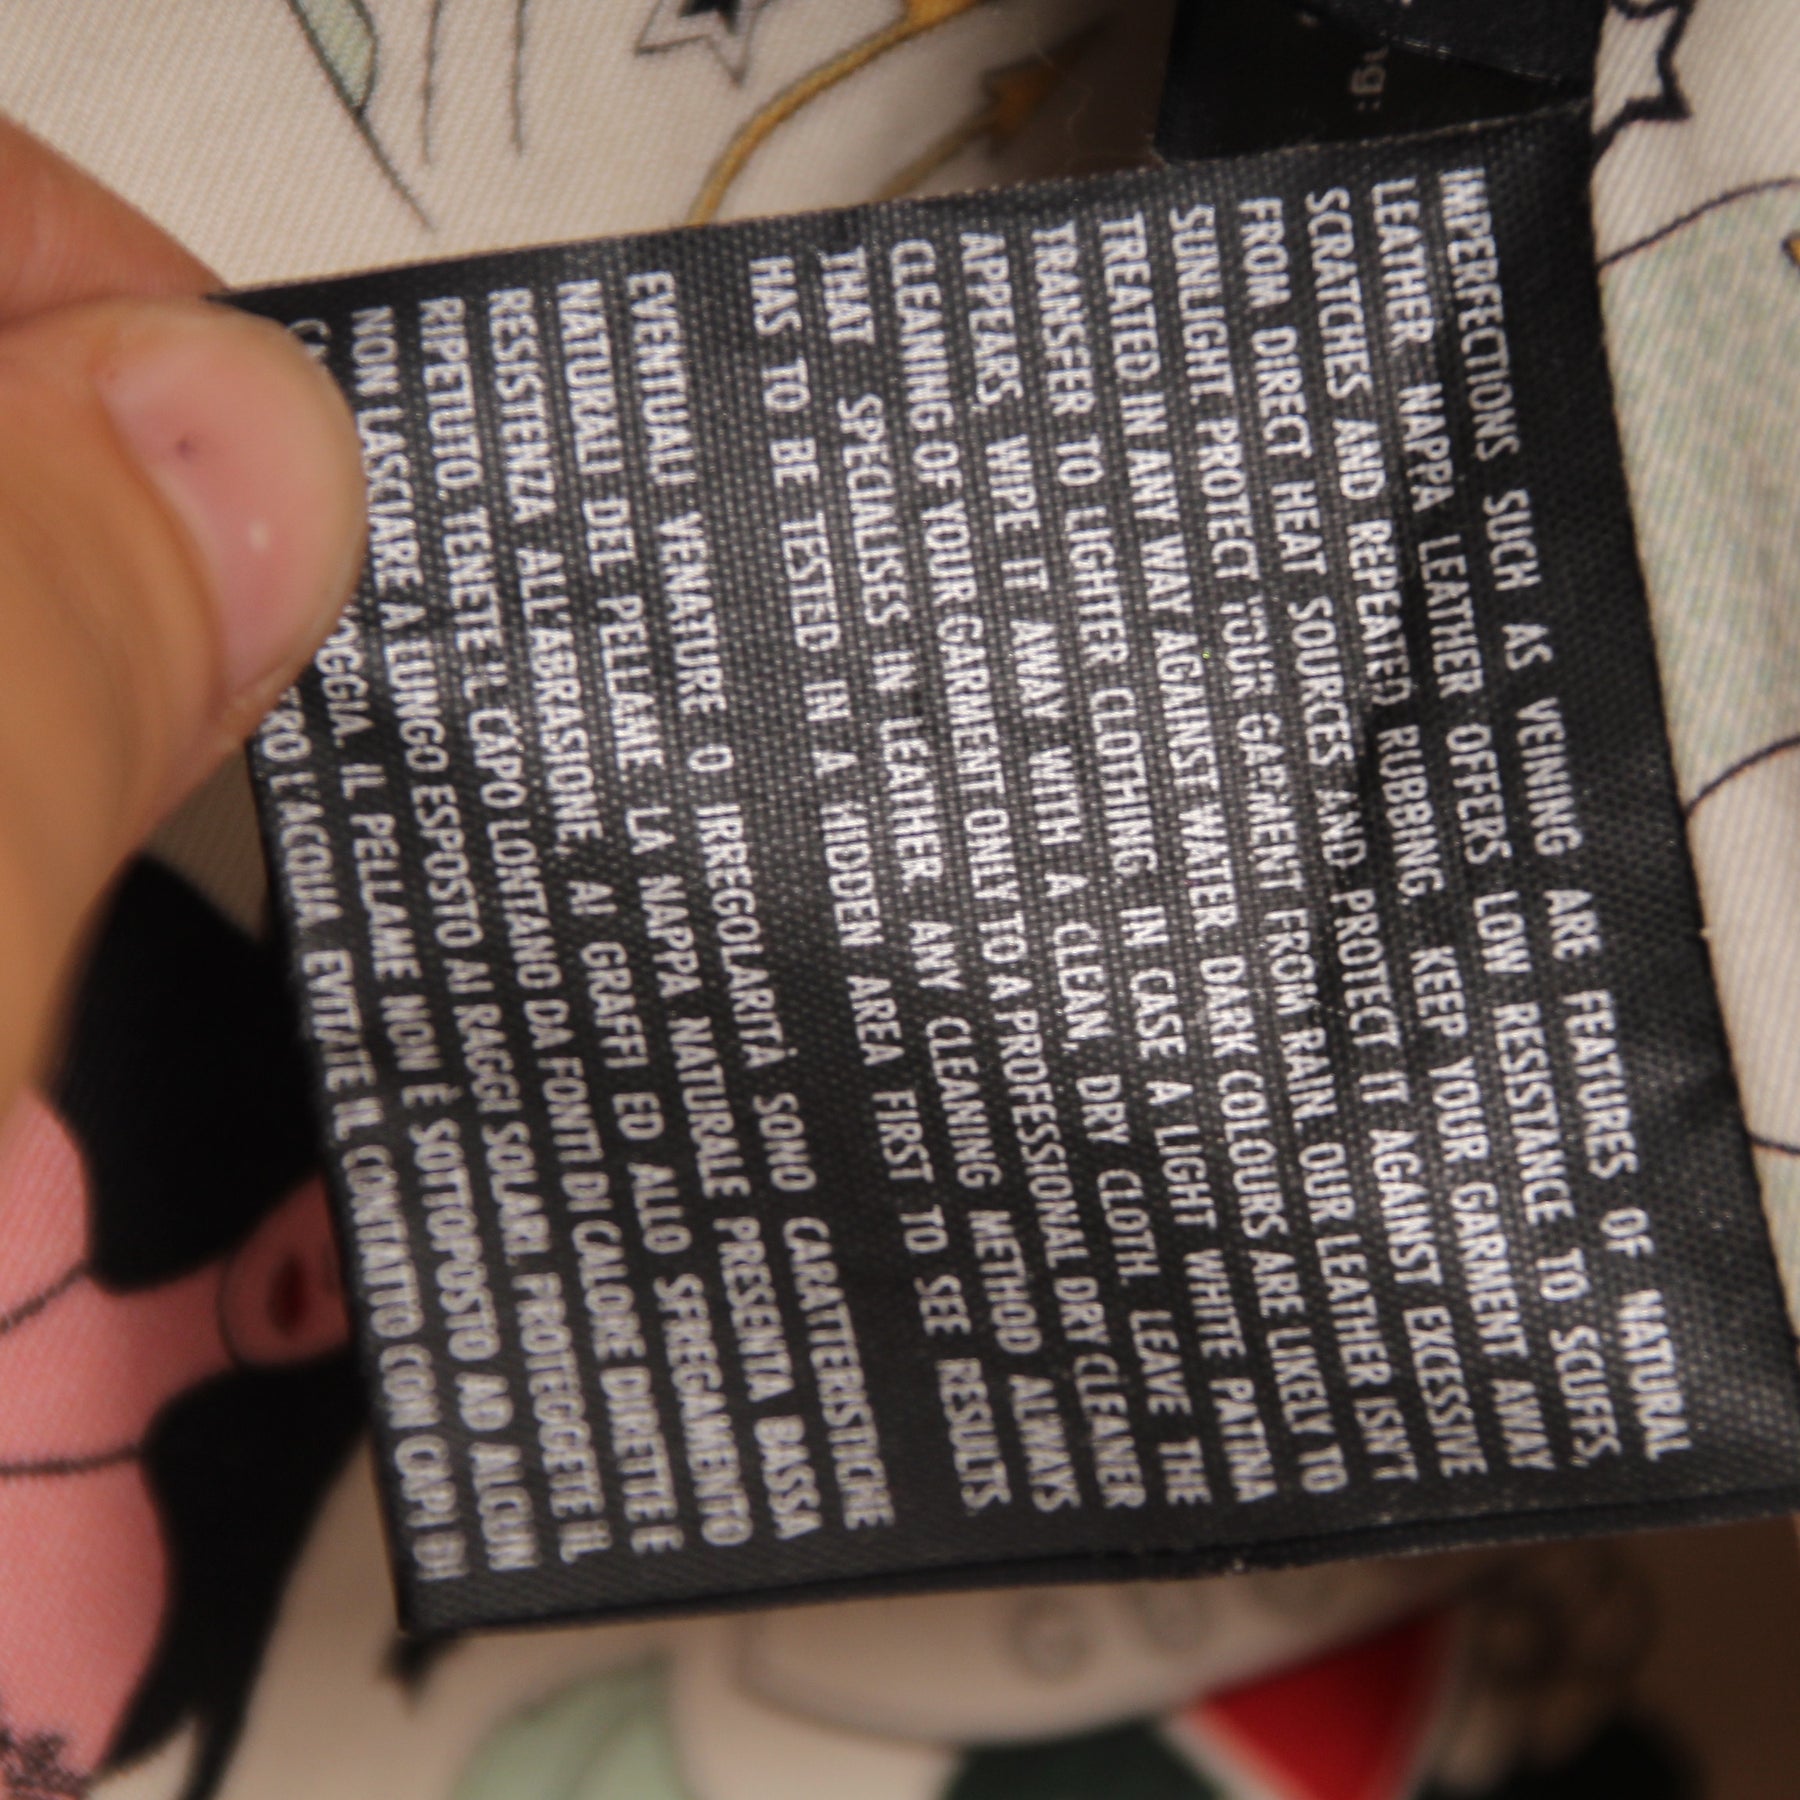 IMPERFECTIONS SUCH AS VEINING ARE FEATURES OF NATURAL
LEATHER. NAPPA LEATHER OFFERS LOW RESISTANCE TO SCUFFS,
SCRATCHES AND REPEATED RUBBING. KEEP YOUR GARMENT AWAY
FROM DIRECT HEAT SOURCES AND PROTECT IT AGAINST EXCESSIVE
SUNLIGHT. PROTECT YOUR GARMENT FROM RAIN. OUR LEATHER ISN'T
TREATED IN ANY WAY AGAINST WATER. DARK COLOURS ARE LIKELY TO
TRANSFER TO LIGHTER CLOTHING. IN CASE A LIGHT WHITE PATINA
APPEARS, WIPE IT AWAY WITH A CLEAN, DRY CLOTH. LEAVE THE
CLEANING OF YOUR GARMENT ONLY TO A PROFESSIONAL DRY CLEANER
THAT SPECIALISES IN LEATHER. ANY CLEANING METHOD ALWAYS
HAS TO BE TESTED IN A HIDDEN AREA FIRST TO SEE RESULTS
EVENTUALI VENATURE O IRREGOLARITÀ SONO CARATTERISTICHE
NATURALI DEL PELLAME. LA NAPPA NATURALE PRESENTA BASSA
RESISTENZA ALL'ABRASIONE, AI GRAFFI ED ALLO SFREGAMENTO
RIPETUTO. TENETE IL CAPO LONTANO DA FONTI DI CALORE DIRETTE E
NON LASCIARE A LUNGO ESPOSTO AI RAGGI SOLARI. PROTEGGETE IL
PIOGGIA. IL PELLAME NON È SOTTOPOSTO AD ALCUN
L'ACQUA. EVITATE IL CONTATTO CON CAPI DI